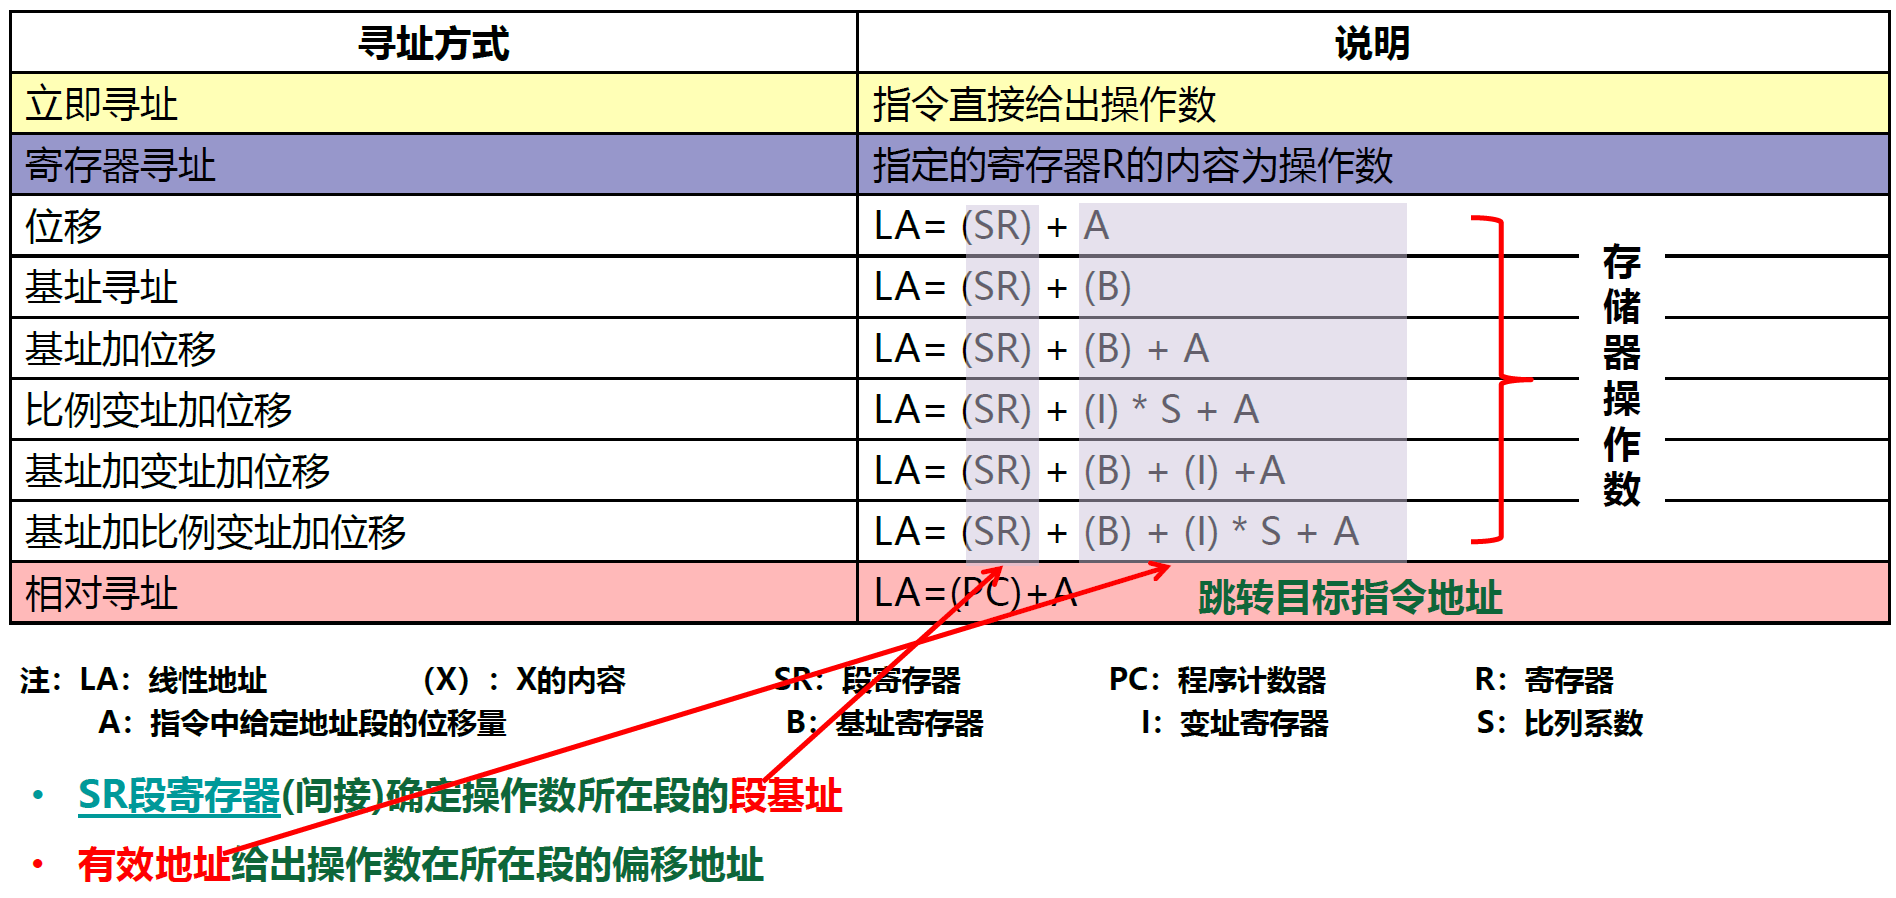 寻址方式 说明
立即寻址 指令直接给出操作数
寄存器寻址 指定的寄存器R的内容为操作数
位移 LA= (SR) + A
基址寻址 LA= (SR) + (B)
基址加位移 LA= (SR) + (B) + A
比例变址加位移 LA= (SR) + (I) * S + A
基址加变址加位移 LA= (SR) + (B) + (I) +A
基址加比例变址加位移 LA= (SR) + (B) + (I) * S + A
存储器操作数
相对寻址 LA=(PC)+A 跳转目标指令地址
注：LA：线性地址 （X）：X的内容 SR：段寄存器 PC：程序计数器 R：寄存器
A：指令中给定地址段的位移量 B：基址寄存器 I：变址寄存器 S：比列系数
• SR段寄存器(间接)确定操作数所在段的段基址
• 有效地址给出操作数在所在段的偏移地址